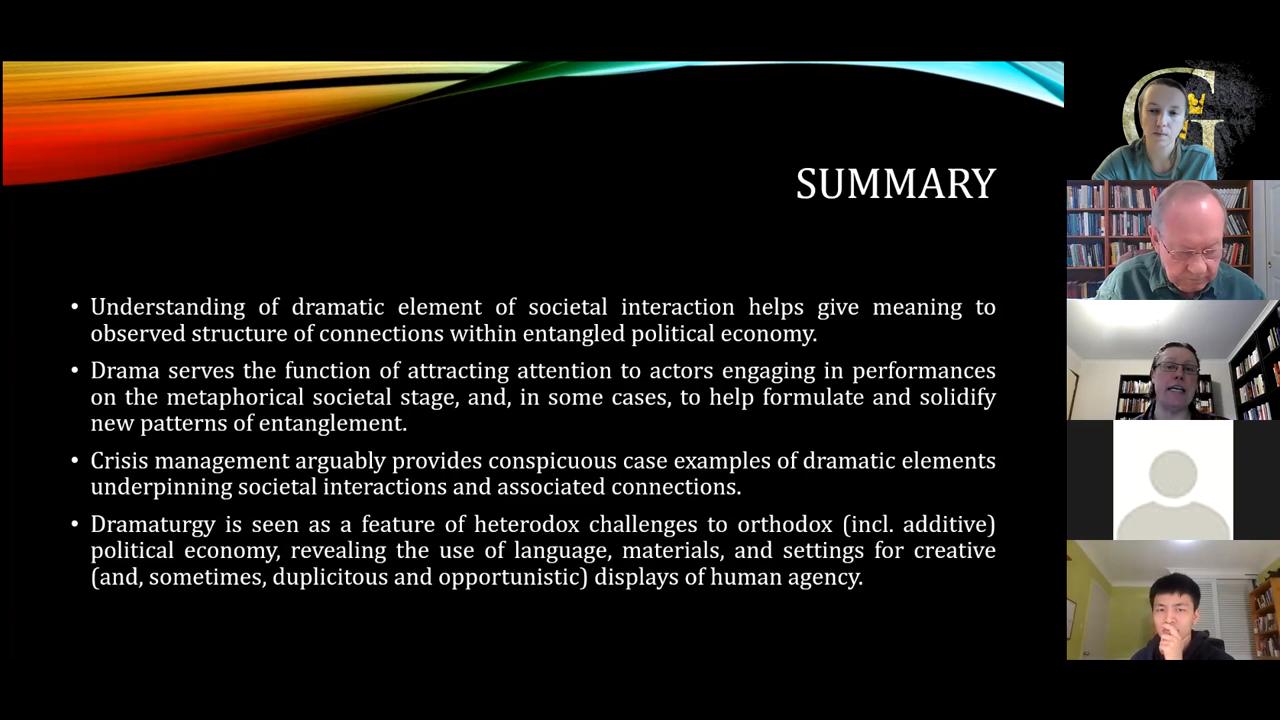 SUMMARY
• Understanding of dramatic element of societal interaction helps give meaning to
observed structure of connections within entangled political economy.
• Drama serves the function of attracting attention to actors engaging in performances
on the metaphorical societal stage, and, in some cases, to help formulate and solidify
new patterns of entanglement.
• Crisis management arguably provides conspicuous case examples of dramatic elements
underpinning societal interactions and associated connections.
• Dramaturgy is seen as a feature of heterodox challenges to orthodox (incl. additive)
political economy, revealing the use of language, materials, and settings for creative
(and, sometimes, duplicitous and opportunistic) displays of human agency.